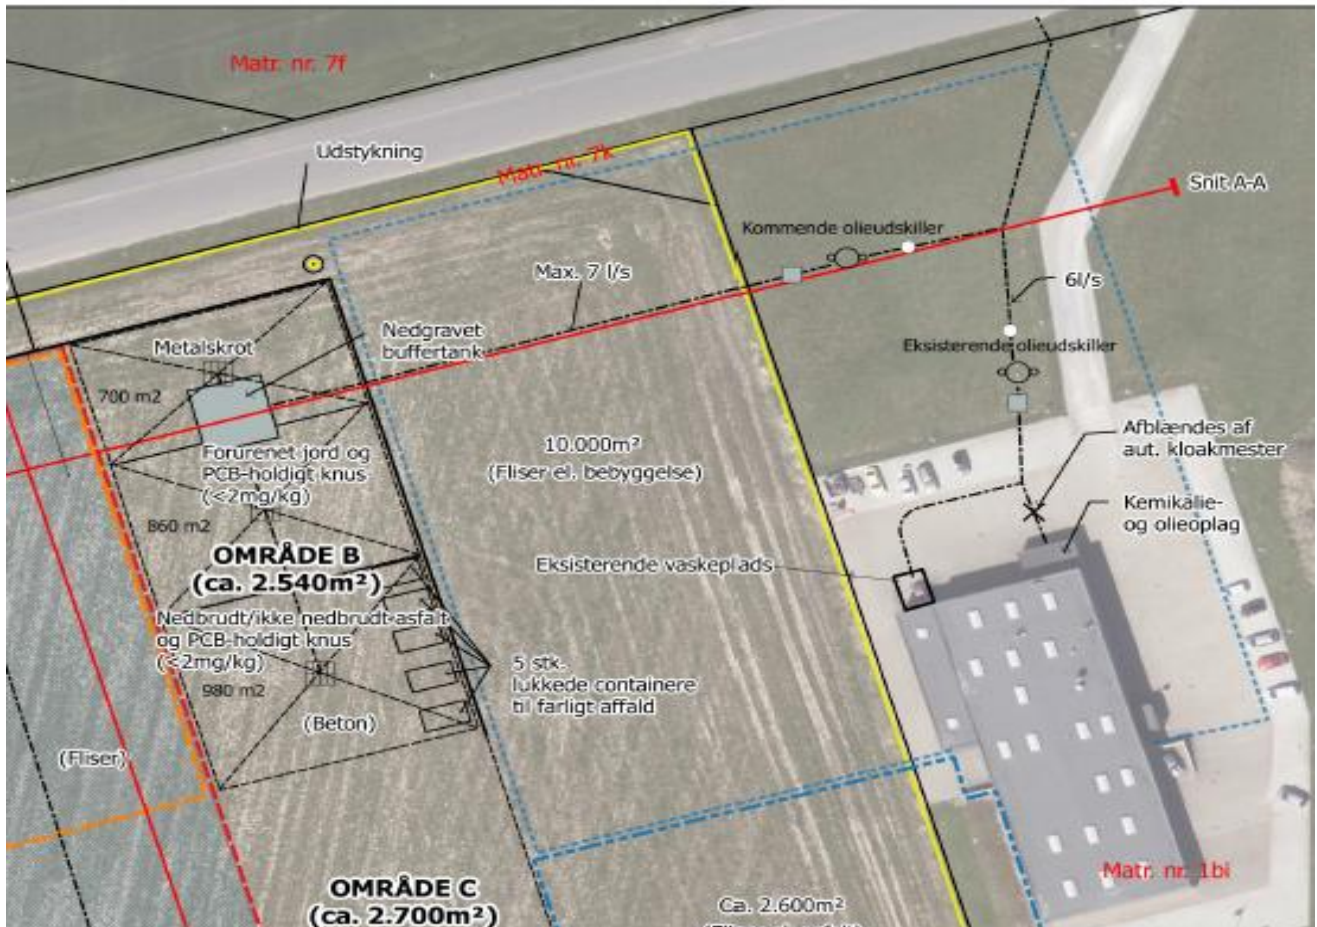 Matr. nr. 7f
Udstykning
Matr. nr. 7k
Snit A-A
Kommende olieudskiller
Max. 7 l/s
6l/s
Metalskrot
Nedgravet
buffertank
Eksisterende olieudskiller
700 m2
Forurenet jord og
PCB-holdigt knus
(<2mg/kg)
10.000m²
(Fliser el. bebyggelse)
Afblændes af
aut. kloakmester
Kemikalie-
og olieoplag
860 m2
OMRÅDE B
(ca. 2.540m²)
Eksisterende vaskeplads
Nedbrudt/ikke nedbrudt asfalt
og PCB-holdigt knus
(<2mg/kg)
980 m2
5 stk.
lukkede containere
til farligt affald
(Beton)
(Fliser)
OMRÅDE C
(ca. 2.700m²)
Ca. 2.600m²
Matr. nr. 1bi